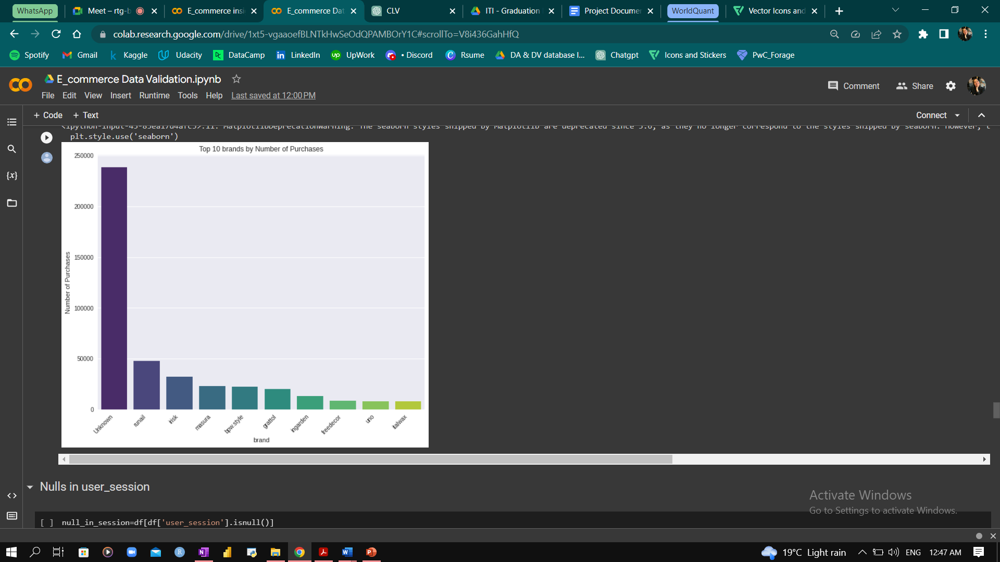 WhatsApp
Meet – rtg-b
E_commerce insi
E_commerce Dat
CLV
ITI - Graduation
Project Documen
WorldQuant
Vector Icons and
colab.research.google.com/drive/1xt5-vgaaoefBLNTkHwSeOdQPAMBOrY1C#scrollTo=V8i436GahHfQ
Spotify
Gmail
Kaggle
Udacity
DataCamp
LinkedIn
UpWork
• Discord
Rsume
DA & DV database l...
Chatgpt
Icons and Stickers
PwC_Forage
E_commerce Data Validation.ipynb
Comment
Share
File Edit View Insert Runtime Tools Help Last saved at 12:00 PM
+ Code + Text
Connect
MatplotlibDeprecationWarning: The seaborn styles shipped by Matplotlib are deprecated since 3.6, as they no longer correspond to the styles shipped by seaborn. However,
plt.style.use('seaborn')
Top 10 brands by Number of Purchases
250000
200000
150000
100000
50000
0
Number of Purchases
Unknown
runail
irisk
masura
bpw.style
grattol
ingarden
freedecor
uno
italwax
brand
{x}
Nulls in user_session
[ ] null_in_session=df[df['user_session'].isnull()]
Activate Windows
Go to Settings to activate Windows.
19°C Light rain
ENG
12:47 AM